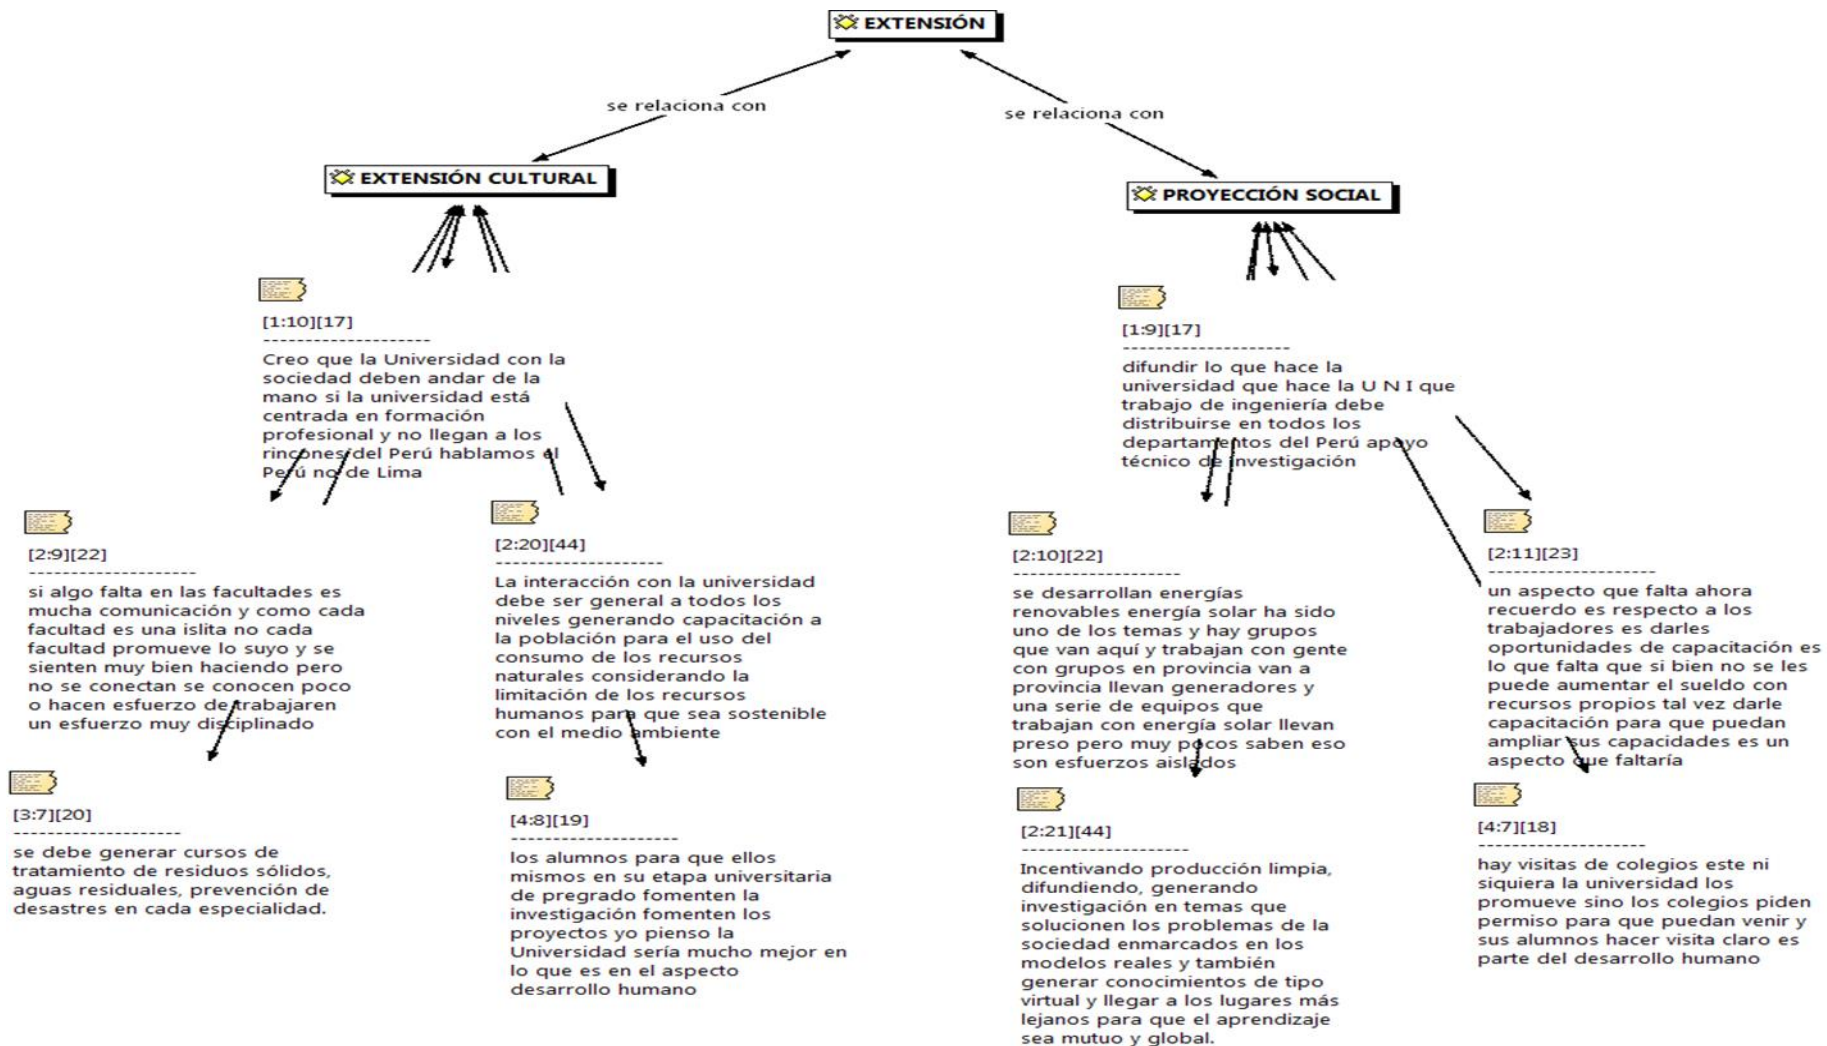 EXTENSIÓN
se relaciona con
se relaciona con
EXTENSIÓN CULTURAL
PROYECCIÓN SOCIAL
[1:10][17]
--------------------
Creo que la Universidad con la
sociedad deben andar de la
mano si la universidad está
centrada en formación
profesional y no llegan a los
rincones del Perú hablamos el
Perú no de Lima
[1:9][17]
--------------------
difundir lo que hace la
universidad que hace la U N I que
trabajo de ingeniería debe
distribuirse en todos los
departamentos del Perú apoyo
técnico de investigación
[2:9][22]
--------------------
si algo falta en las facultades es
mucha comunicación y como cada
facultad es una islita no cada
facultad promueve lo suyo y se
sienten muy bien haciendo pero
no se conectan se conocen poco
o hacen esfuerzo de trabajaren
un esfuerzo muy disciplinado
[2:20][44]
--------------------
La interacción con la universidad
debe ser general a todos los
niveles generando capacitación a
la población para el uso del
consumo de los recursos
naturales considerando la
limitación de los recursos
humanos para que sea sostenible
con el medio ambiente
[2:10][22]
--------------------
se desarrollan energías
renovables energía solar ha sido
uno de los temas y hay grupos
que van aquí y trabajan con gente
con grupos en provincia van a
provincia llevan generadores y
una serie de equipos que
trabajan con energía solar llevan
preso pero muy pocos saben eso
son esfuerzos aislados
[2:11][23]
--------------------
un aspecto que falta ahora
recuerdo es respecto a los
trabajadores es darles
oportunidades de capacitación es
lo que falta que si bien no se les
puede aumentar el sueldo con
recursos propios tal vez darle
capacitación para que puedan
ampliar sus capacidades es un
aspecto que faltaría
[3:7][20]
--------------------
se debe generar cursos de
tratamiento de residuos sólidos,
aguas residuales, prevención de
desastres en cada especialidad.
[4:8][19]
--------------------
los alumnos para que ellos
mismos en su etapa universitaria
de pregrado fomenten la
investigación fomenten los
proyectos yo pienso la
Universidad sería mucho mejor en
lo que es en el aspecto
desarrollo humano
[2:21][44]
--------------------
Incentivando producción limpia,
difundiendo, generando
investigación en temas que
solucionen los problemas de la
sociedad enmarcados en los
modelos reales y también
generar conocimientos de tipo
virtual y llegar a los lugares más
lejanos para que el aprendizaje
sea mutuo y global.
[4:7][18]
--------------------
hay visitas de colegios este ni
siquiera la universidad los
promueve sino los colegios piden
permiso para que puedan venir y
sus alumnos hacer visita claro es
parte del desarrollo humano